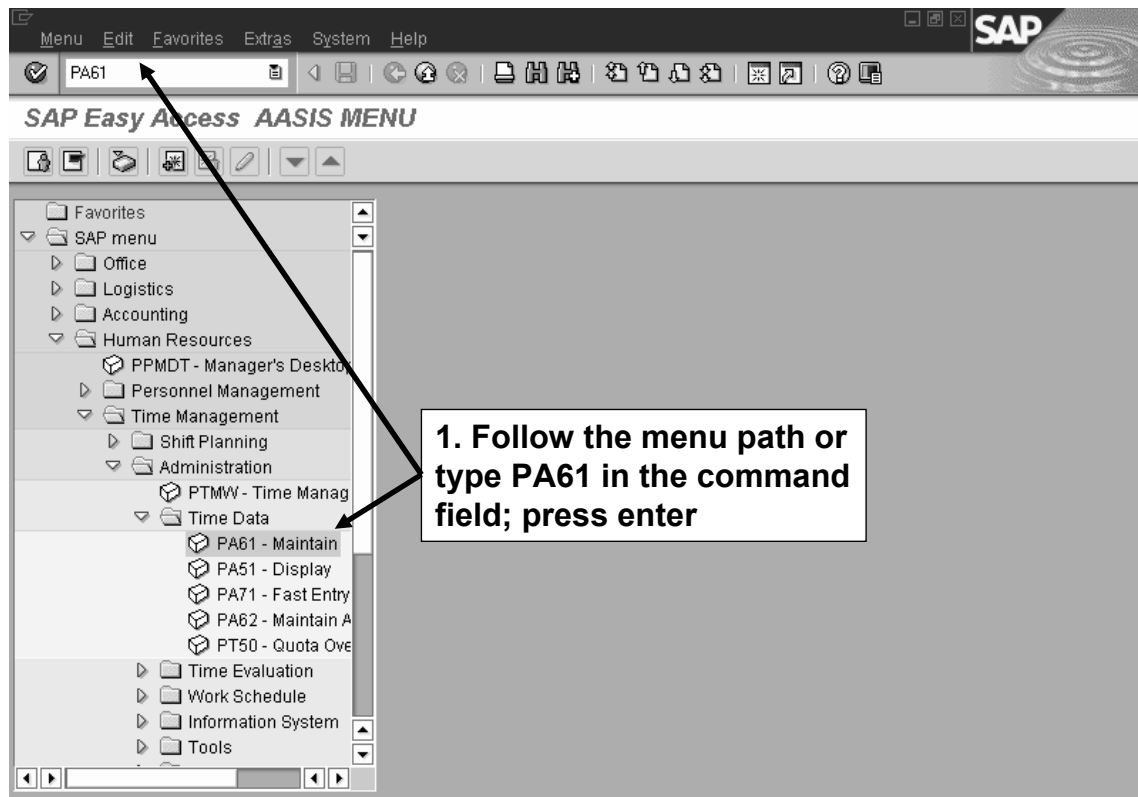 Menu Edit Favorites Extras System Help
SAP
PA61
SAP Easy Access AASIS MENU
Favorites
SAP menu
Office
Logistics
Accounting
Human Resources
PPMDT - Manager's Desktop
Personnel Management
Time Management
Shift Planning
Administration
PTMW - Time Manag
Time Data
PA61 - Maintain
PA51 - Display
PA71 - Fast Entry
PA62 - Maintain A
PT50 - Quota Ove
Time Evaluation
Work Schedule
Information System
Tools
1. Follow the menu path or
type PA61 in the command
field; press enter